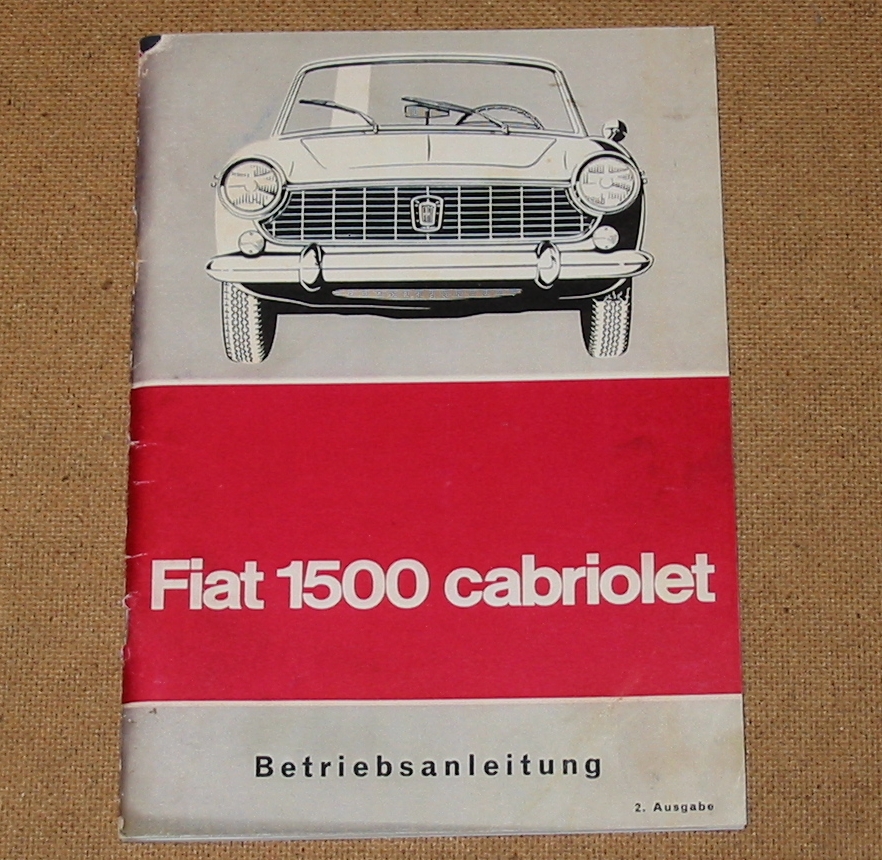 Fiat 1500 cabriolet
Betriebsanleitung
2. Ausgabe